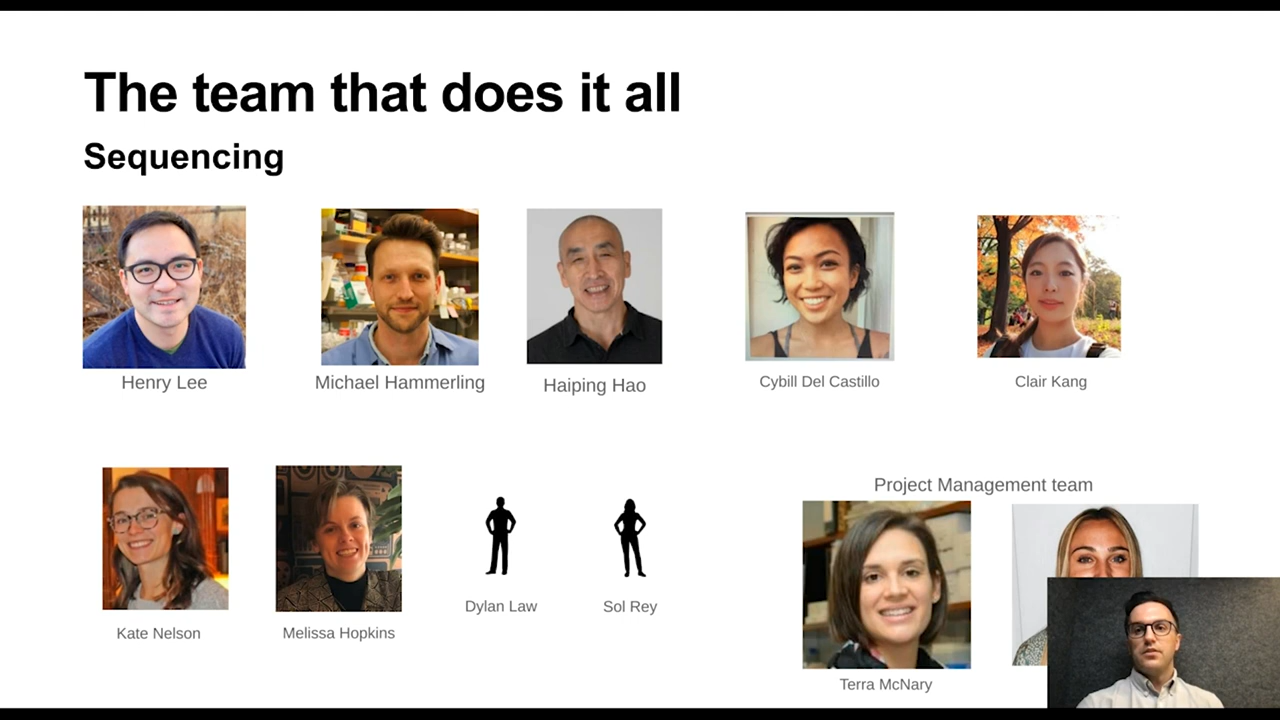 The team that does it all
Sequencing
Henry Lee
Michael Hammerling
Haiping Hao
Cybill Del Castillo
Clair Kang
Project Management team
Kate Nelson
Melissa Hopkins
Dylan Law
Sol Rey
Terra McNary